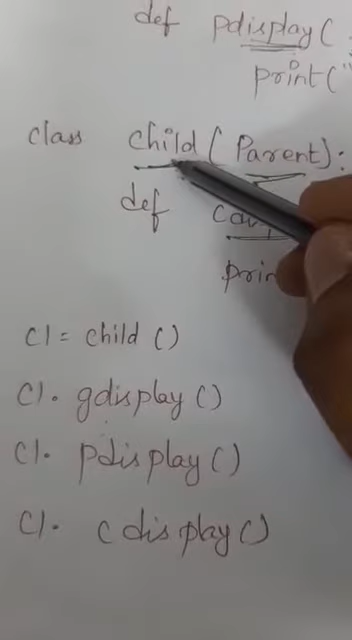 def pdisplay(
print("
class child(Parent):
def
prin
C1 = child()
C1. gdisplay()
C1. pdisplay()
C1. cdisplay()